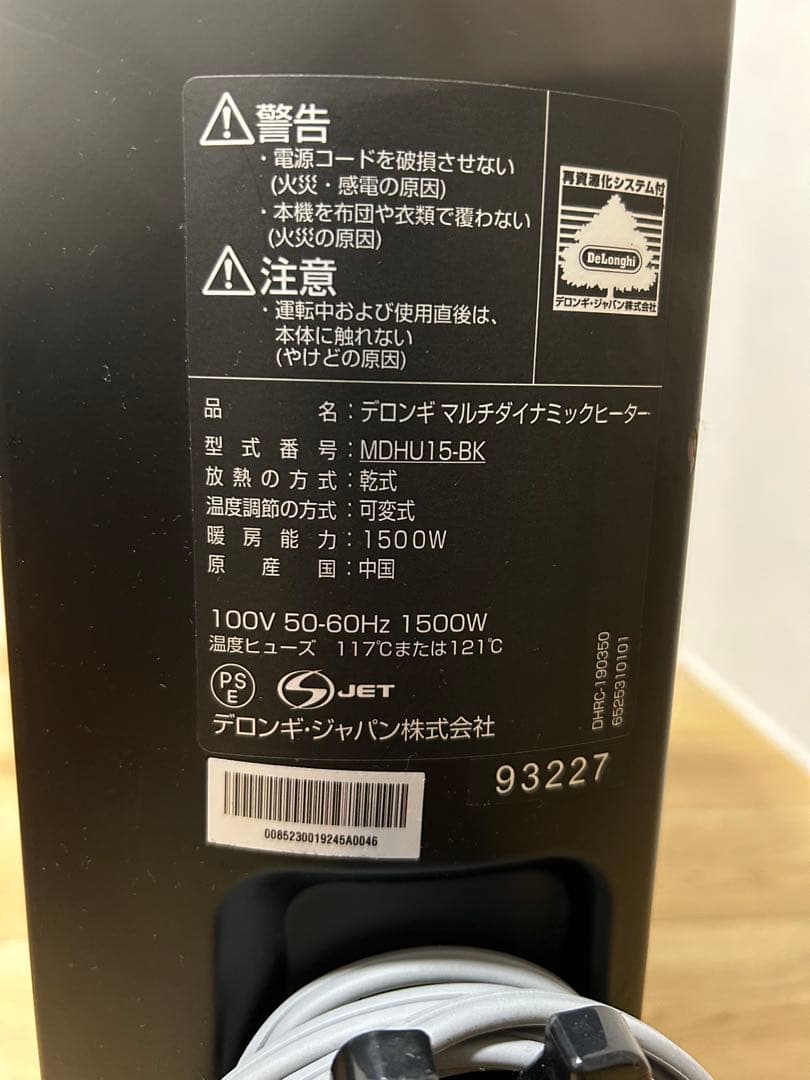 警告
・電源コードを破損させない
(火災・感電の原因)
・本機を布団や衣類で覆わない
(火災の原因)
注意
・運転中および使用直後は、
本体に触れない
(やけどの原因)
再資源化システム付
DeLonghi
デロンギ・ジャパン株式会社
品名：デロンギ マルチダイナミックヒーター
型式番号：MDHU15-BK
放熱の方式：乾式
温度調節の方式：可変式
暖房能力：1500W
原産国：中国
100V 50-60Hz 1500W
温度ヒューズ 117℃または121℃
PS
E
S JET
デロンギ・ジャパン株式会社
DHRC-190350
6525310101
93227
0085230019245A0046